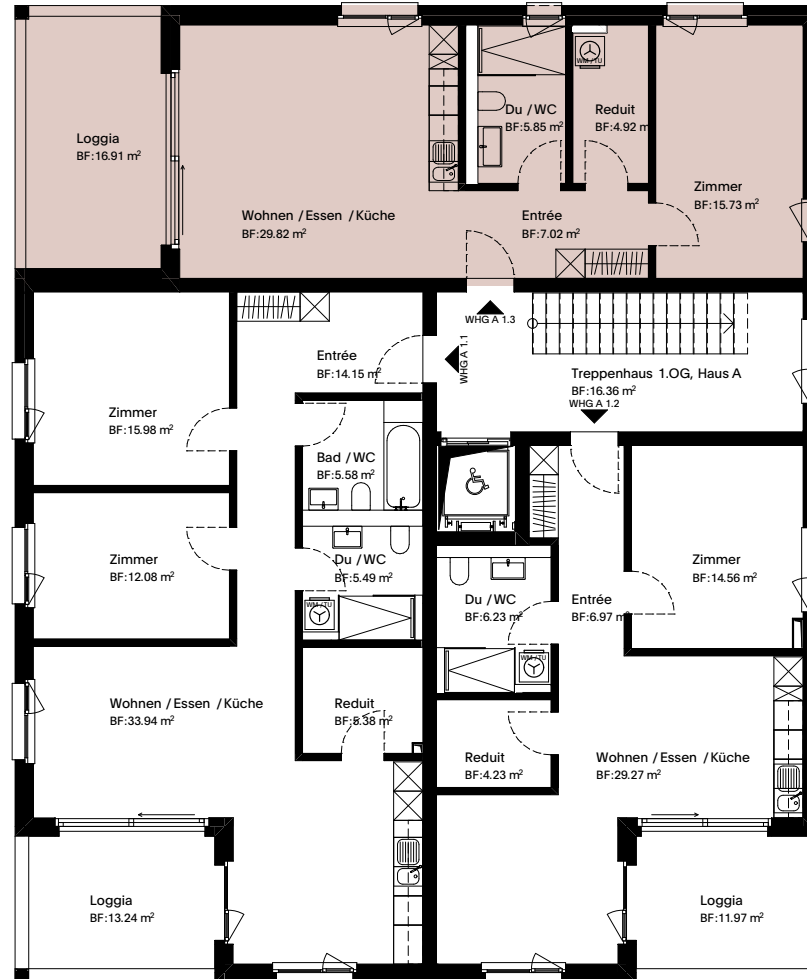 WM / TU
Du / WC
BF:5.85 m²
Reduit
BF:4.92 m
Loggia
BF:16.91 m²
Zimmer
BF:15.73 m²
Wohnen / Essen / Küche
BF:29.82 m²
Entrée
BF:7.02 m²
WHG A 1.3
WHG A 1.1
Entrée
BF:14.15 m²
Treppenhaus 1.OG, Haus A
BF:16.36 m²
WHG A 1.2
Zimmer
BF:15.98 m²
Bad / WC
BF:5.58 m²
Zimmer
BF:12.08 m²
Du / WC
BF:5.49 m²
WM / TU
Zimmer
BF:14.56 m²
Du / WC
BF:6.23 m²
Entrée
BF:6.97 m²
WM / TU
Wohnen / Essen / Küche
BF:33.94 m²
Reduit
BF:5.38 m²
Reduit
BF:4.23 m²
Wohnen / Essen / Küche
BF:29.27 m²
Loggia
BF:13.24 m²
Loggia
BF:11.97 m²